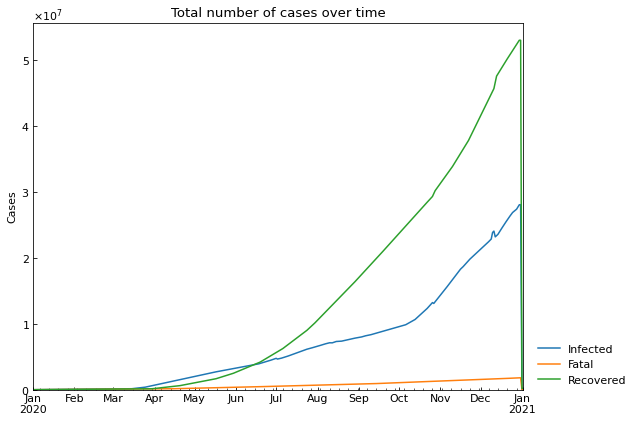 Total number of cases over time
×10⁷
5
4
3
2
1
0
Cases
Jan Feb Mar Apr May Jun Jul Aug Sep Oct Nov Dec Jan
2020 2021
Infected
Fatal
Recovered